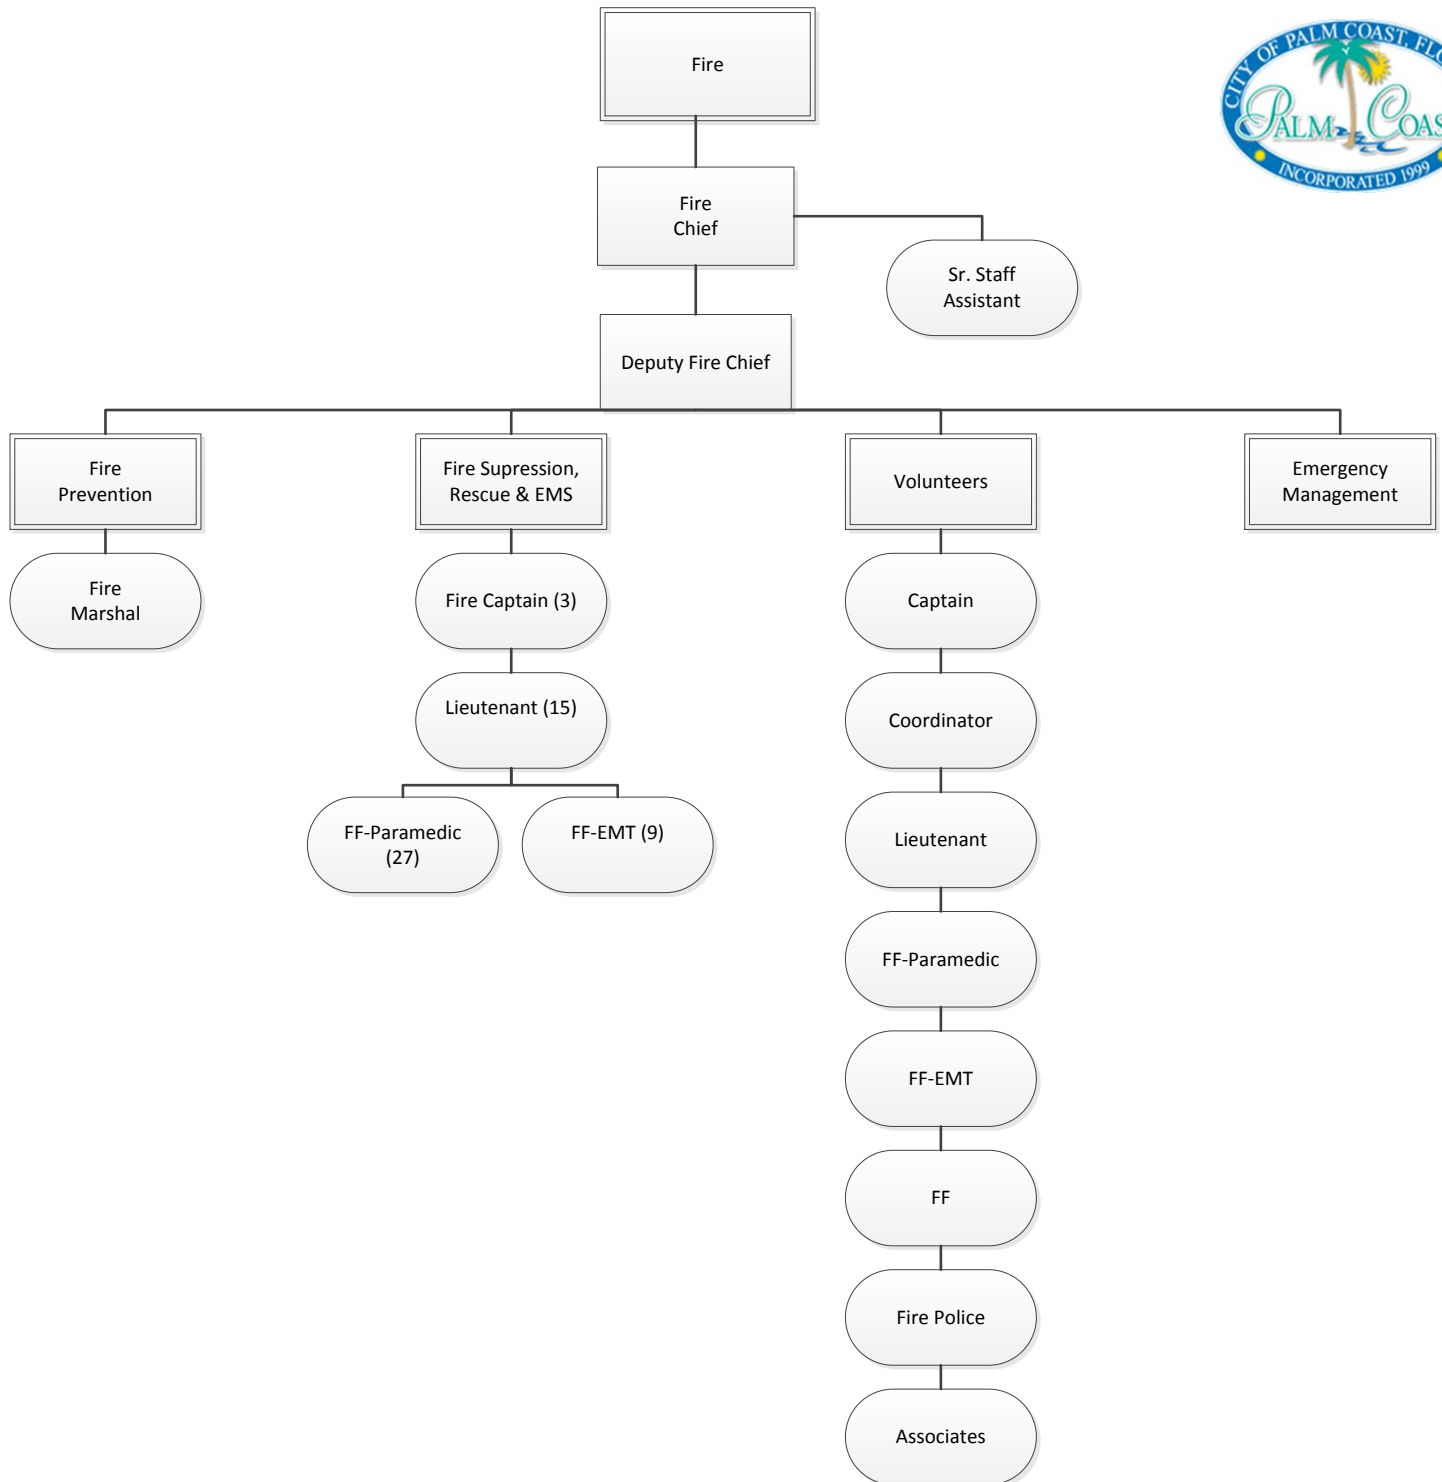 Fire
CITY OF PALM COAST, FLO
PALM COAS
INCORPORATED 1999
Fire
Chief
Sr. Staff
Assistant
Deputy Fire Chief
Fire
Prevention
Fire Supression,
Rescue & EMS
Volunteers
Emergency
Management
Fire
Marshal
Fire Captain (3)
Captain
Lieutenant (15)
Coordinator
FF-Paramedic
(27)
FF-EMT (9)
Lieutenant
FF-Paramedic
FF-EMT
FF
Fire Police
Associates